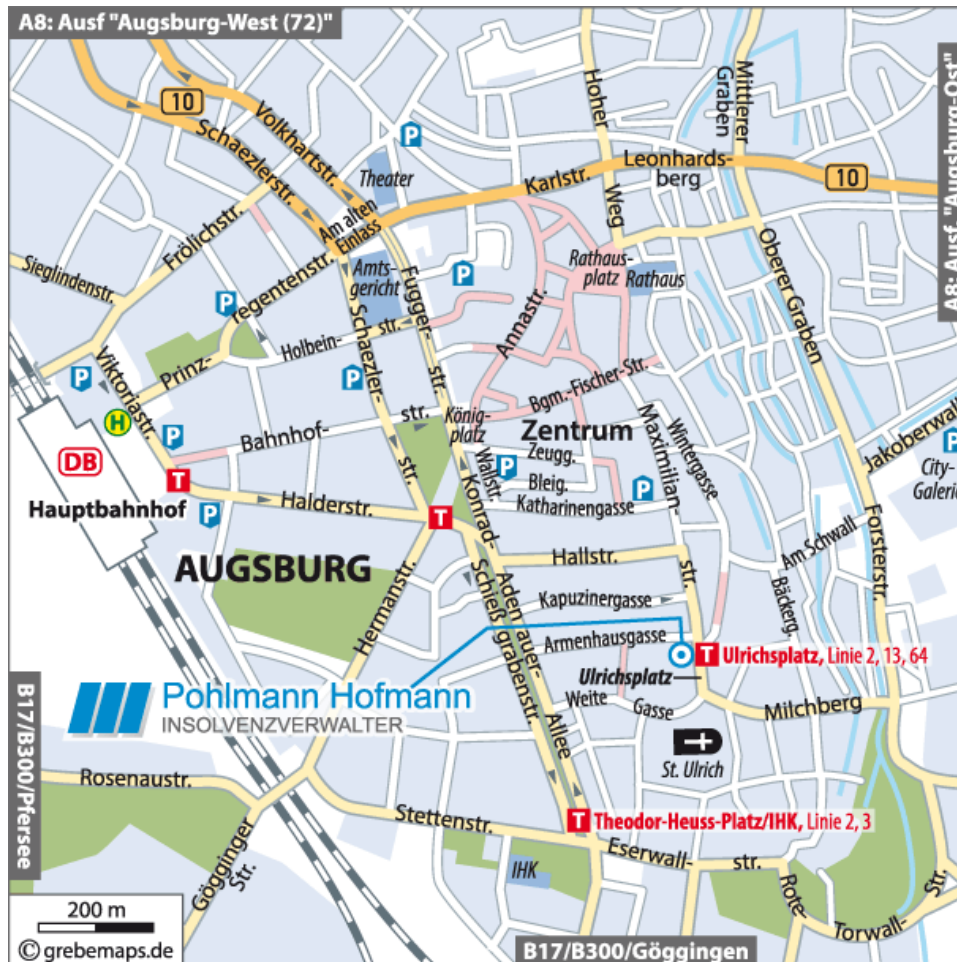 A8: Ausf "Augsburg-West (72)"
A8: Ausf. "Augsburg-Ost"
10
Volkhartstr.
Schaezlerstr.
Theater
Hoher
Weg
Mittlerer
Graben
Leonhards-
berg
Karlstr.
10
Am alten
Einlass
Frölichstr.
Sieglindenstr.
Prinz-
regentenstr.
Amts-
gericht
Fugger-
str.
Schaezler-
str.
Holbein-
str.
Annastr.
Rathaus-
platz
Rathaus
Oberer Graben
Viktoriastr.
H
DB
Hauptbahnhof
Bahnhof-
str.
König-
platz
Bgm.-Fischer-Str.
Zentrum
Zeugg.
Bleig.
Katharinengasse
Wallstr.
Maximilian-
str.
Wintergasse
Jakoberwall
City-
Galerie
T
Halderstr.
T
AUGSBURG
Hermanstr.
Konrad-
Adenauer-
Allee
Schießgrabenstr.
Hallstr.
Kapuzinergasse
Armenhausgasse
Am Schwall
Bäckerg.
Forsterstr.
T Ulrichsplatz, Linie 2, 13, 64
Ulrichsplatz
Pohlmann Hofmann
INSOLVENZVERWALTER
Weite
Gasse
Milchberg
St. Ulrich
B17/B300/Pfersee
Rosenaustr.
Gögginger
Str.
Stettenstr.
T Theodor-Heuss-Platz/IHK, Linie 2, 3
IHK
Eserwall-
str.
Rote-
Torwall-
Str.
200 m
© grebemaps.de
B17/B300/Göggingen
P
P
P
P
P
P
P
P
P
P
10